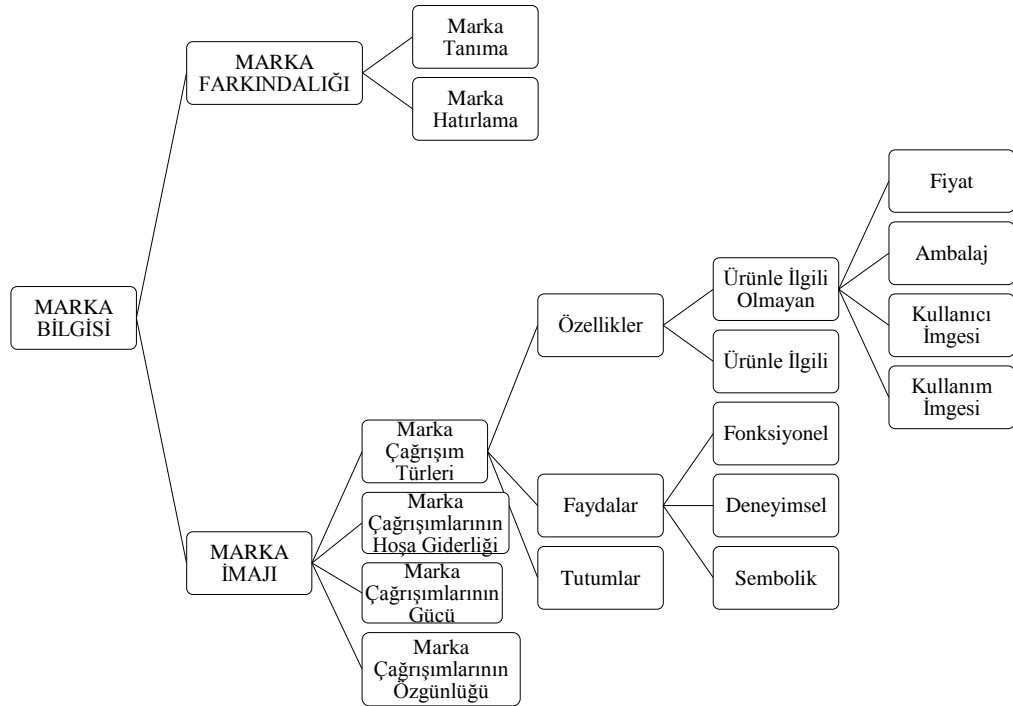 MARKA
BİLGİSİ
MARKA
FARKINDALIĞI
Marka
Tanıma
Marka
Hatırlama
MARKA
İMAJI
Marka
Çağrışım
Türleri
Özellikler
Ürünle İlgili
Olmayan
Fiyat
Ambalaj
Kullanıcı
İmgesi
Kullanım
İmgesi
Ürünle İlgili
Faydalar
Fonksiyonel
Deneyimsel
Sembolik
Tutumlar
Marka
Çağrışımlarının
Hoşa Giderliği
Marka
Çağrışımlarının
Gücü
Marka
Çağrışımlarının
Özgünlüğü